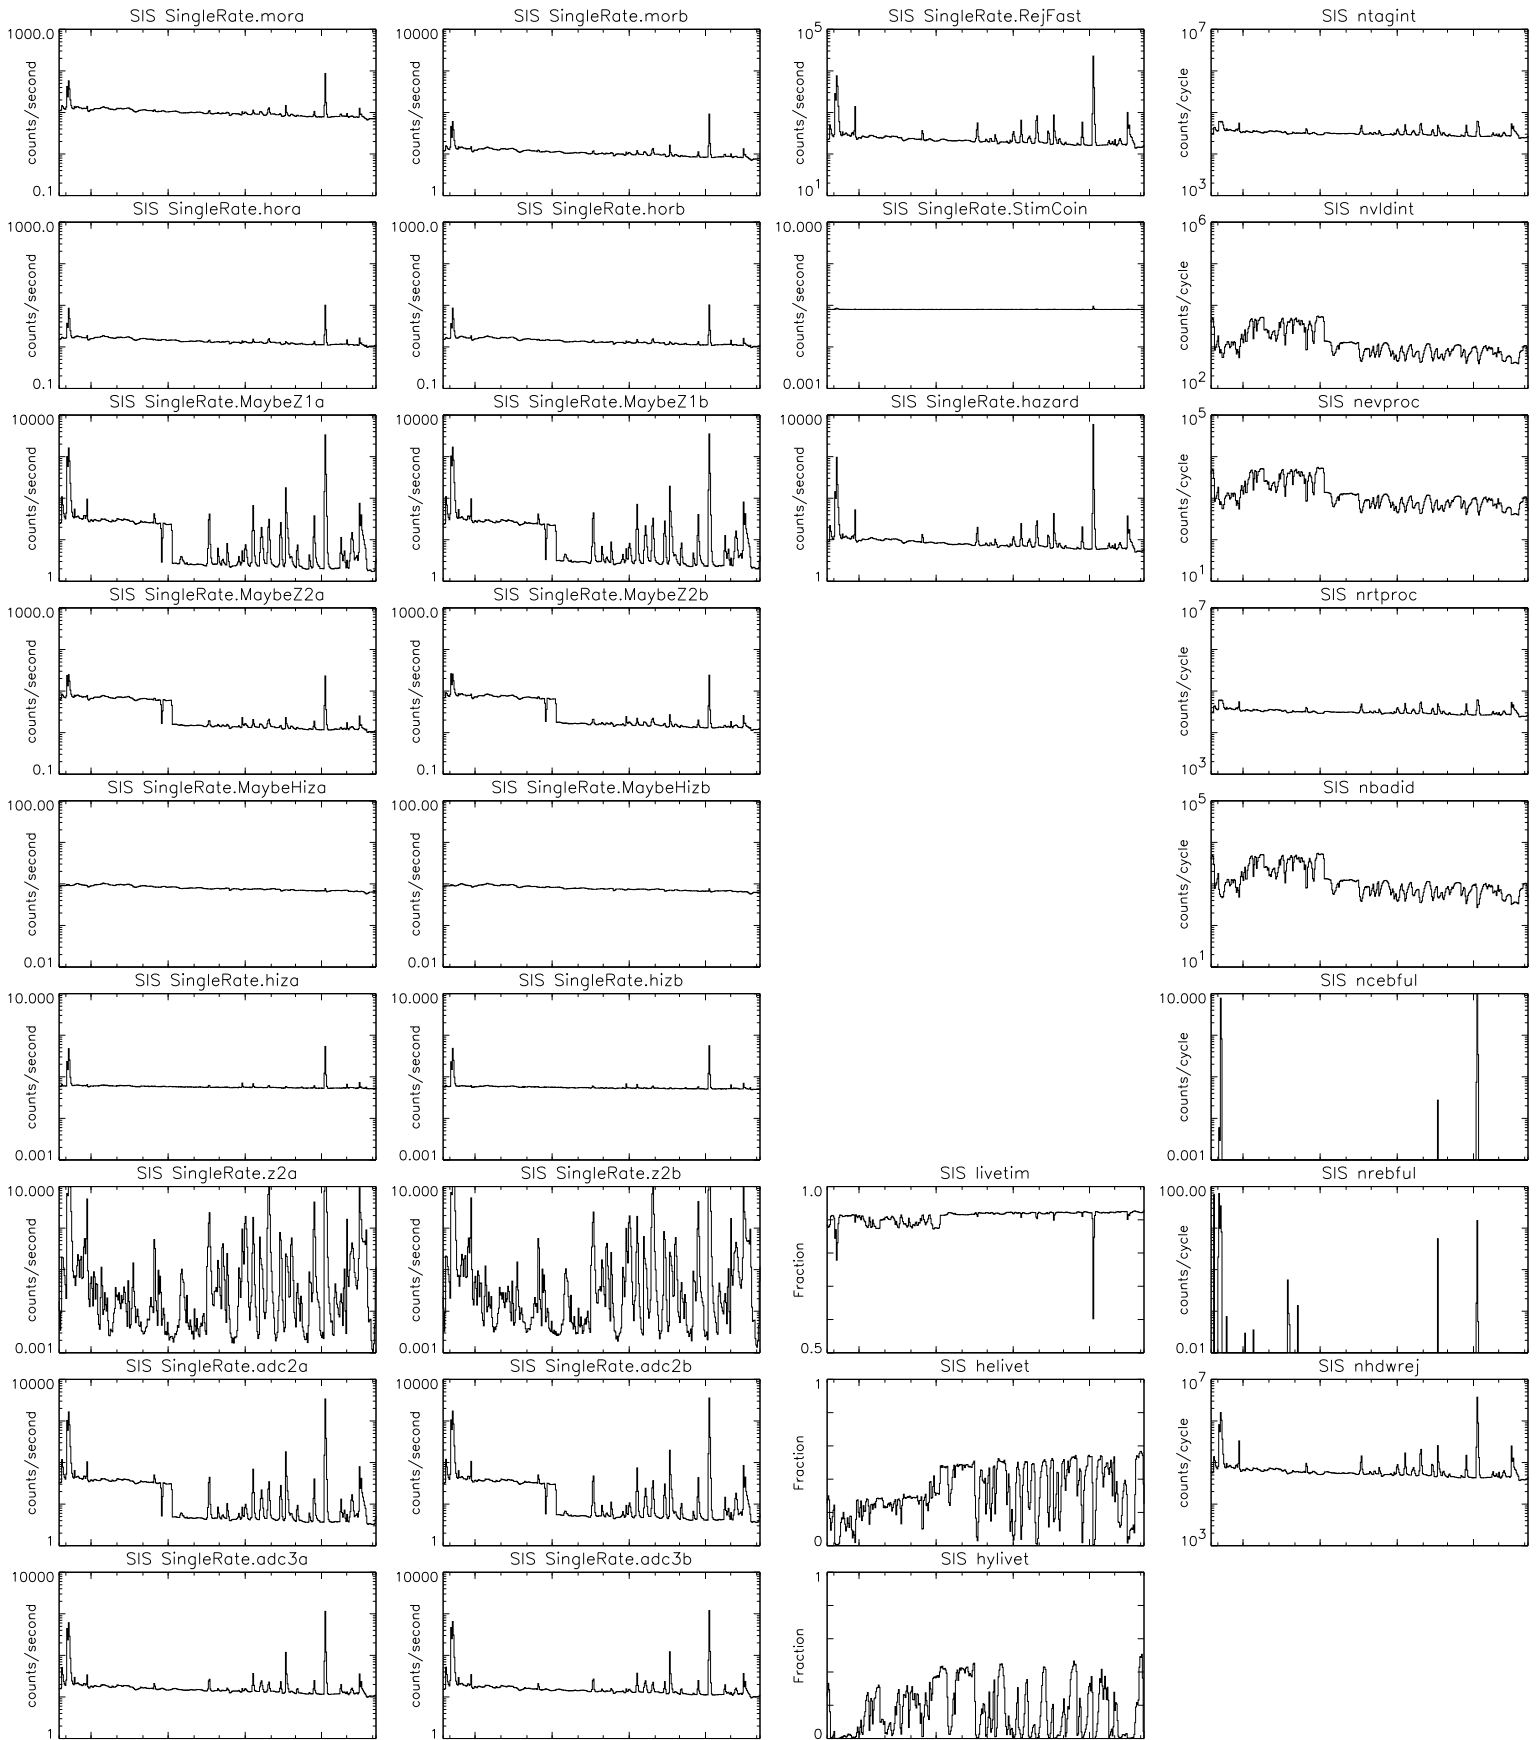 SIS SingleRate.mora
1000.0
counts/second
0.1
SIS SingleRate.morb
10000
counts/second
1
SIS SingleRate.RejFast
10^5
counts/second
10^1
SIS ntagint
10^7
counts/cycle
10^3
SIS SingleRate.hora
1000.0
counts/second
0.1
SIS SingleRate.horb
1000.0
counts/second
0.1
SIS SingleRate.StimCoin
10.000
counts/second
0.001
SIS nvldint
10^6
counts/cycle
10^2
SIS SingleRate.MaybeZ1a
10000
counts/second
1
SIS SingleRate.MaybeZ1b
10000
counts/second
1
SIS SingleRate.hazard
10000
counts/second
1
SIS nevproc
10^5
counts/cycle
10^1
SIS SingleRate.MaybeZ2a
1000.0
counts/second
0.1
SIS SingleRate.MaybeZ2b
1000.0
counts/second
0.1
SIS nrtproc
10^7
counts/cycle
10^3
SIS SingleRate.MaybeHiza
100.00
counts/second
0.01
SIS SingleRate.MaybeHizb
100.00
counts/second
0.01
SIS nbadid
10^5
counts/cycle
10^1
SIS SingleRate.hiza
10.000
counts/second
0.001
SIS SingleRate.hizb
10.000
counts/second
0.001
SIS ncebful
10.000
counts/cycle
0.001
SIS SingleRate.z2a
10.000
counts/second
0.001
SIS SingleRate.z2b
10.000
counts/second
0.001
SIS livetim
1.0
Fraction
0.5
SIS nrebful
100.00
counts/cycle
0.01
SIS SingleRate.adc2a
10000
counts/second
1
SIS SingleRate.adc2b
10000
counts/second
1
SIS helivet
1
Fraction
0
SIS nhdwrej
10^7
counts/cycle
10^3
SIS SingleRate.adc3a
10000
counts/second
1
SIS SingleRate.adc3b
10000
counts/second
1
SIS hylivet
1
Fraction
0